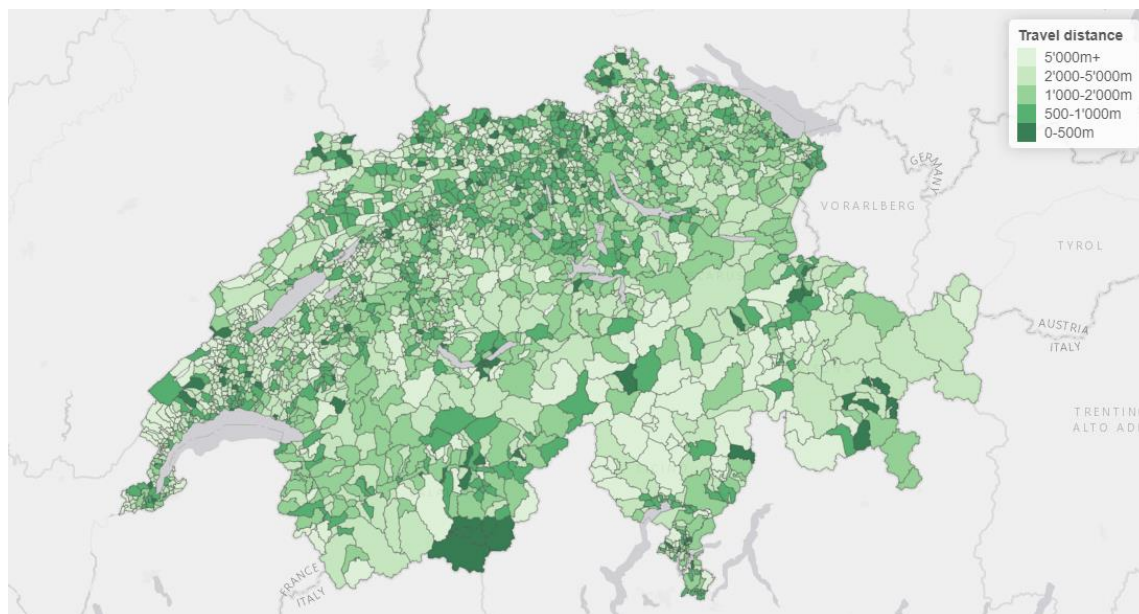 Travel distance
5'000m+
2'000-5'000m
1'000-2'000m
500-1'000m
0-500m
GERMANY
VORARLBERG
TYROL
AUSTRIA
ITALY
TRENTINO
ALTO ADI
FRANCE
ITALY